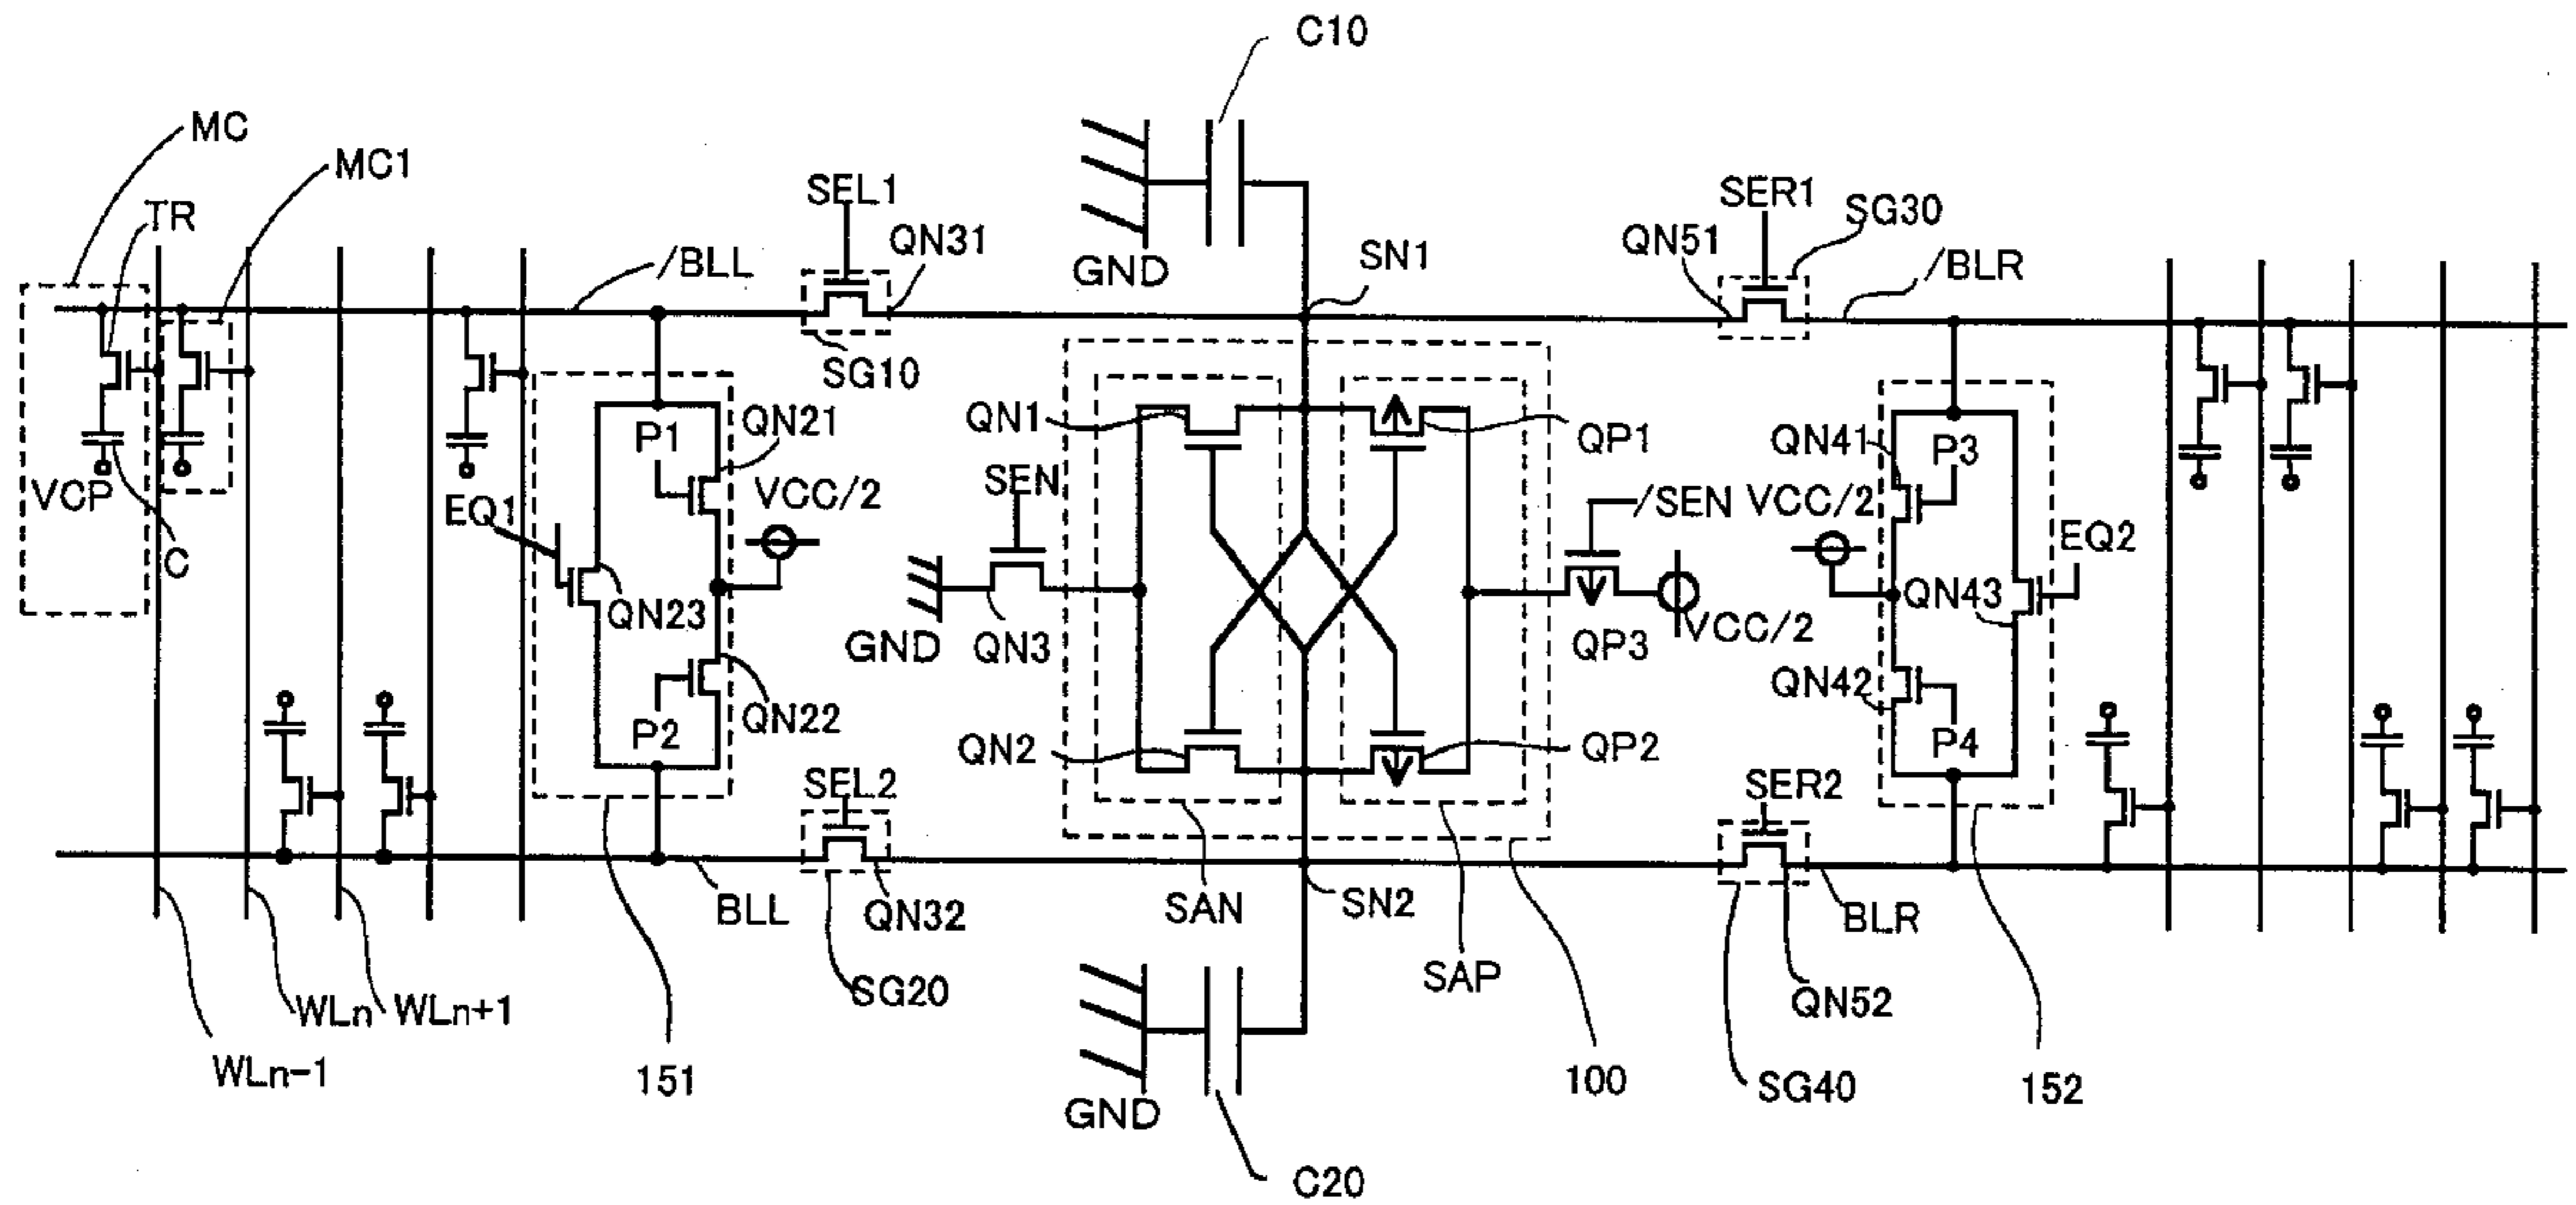 C10
MC
MC1
TR
SEL1
QN31
/BLL
GND
SN1
SER1
SG30
QN51
/BLR
SG10
QN1
QP1
P1
QN21
VCC/2
VCP
C
EQ1
QN23
SEN
GND
QN3
/SEN
QP3
VCC/2
VCC/2
QN41
P3
EQ2
QN43
QN42
P4
P2
QN22
QN2
QP2
SEL2
SER2
BLL
QN32
SG20
SAN
SN2
SAP
BLR
QN52
WLn
WLn+1
WLn-1
151
GND
100
SG40
152
C20